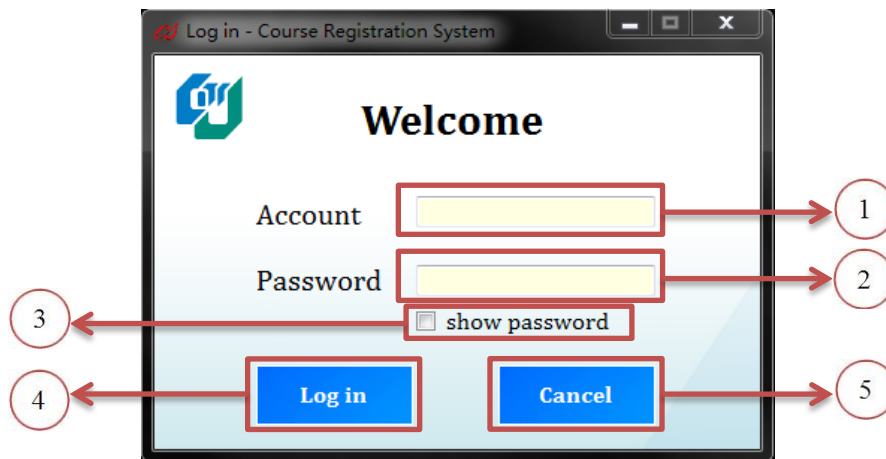 Log in - Course Registration System
Welcome
Account
1
Password
2
3
show password
4
Log in
Cancel
5